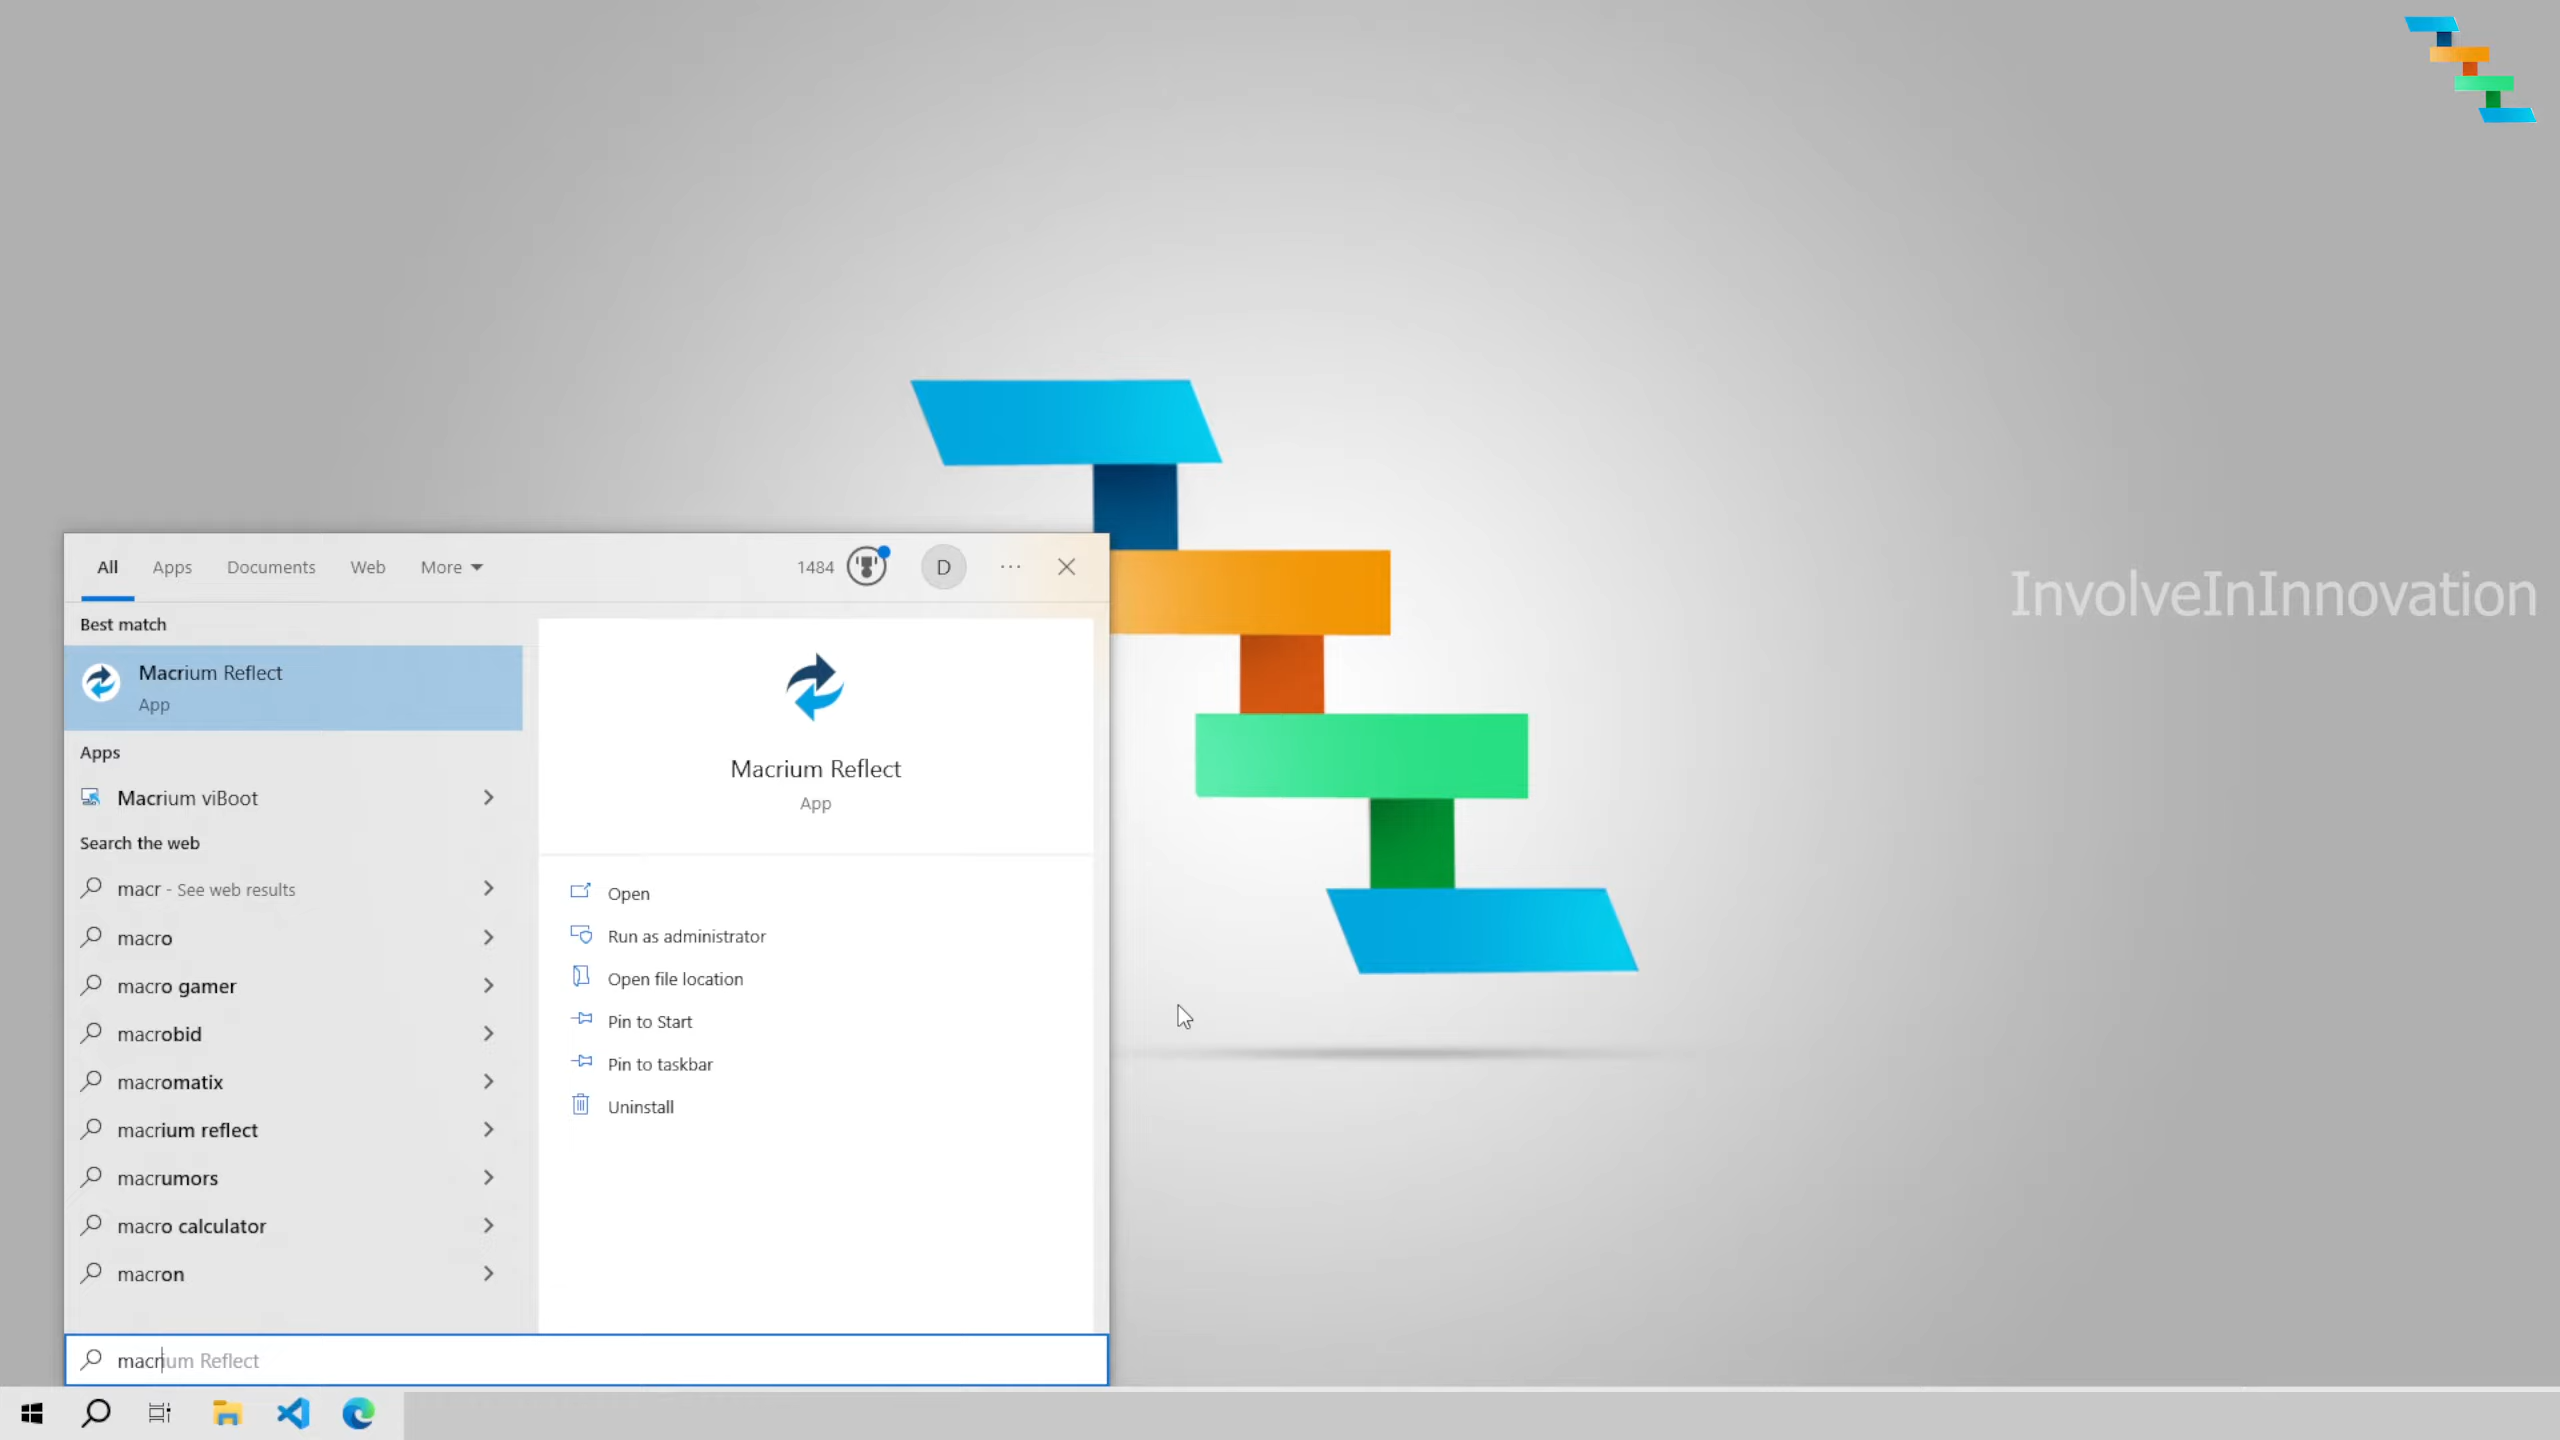 InvolveInInnovation
All Apps Documents Web More 1484 D
Best match
Macrium Reflect
App
Apps
Macrium viBoot
Search the web
macr - See web results
macro
macro gamer
macrobid
macromatix
macrium reflect
macrumors
macro calculator
macron
Macrium Reflect
App
Open
Run as administrator
Open file location
Pin to Start
Pin to taskbar
Uninstall
macrium Reflect